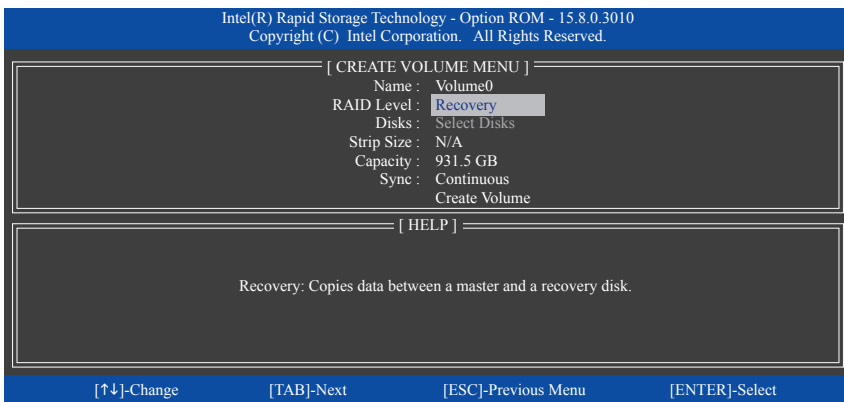 Intel(R) Rapid Storage Technology - Option ROM - 15.8.0.3010
Copyright (C) Intel Corporation. All Rights Reserved.
[ CREATE VOLUME MENU ]
Name : Volume0
RAID Level : Recovery
Disks : Select Disks
Strip Size : N/A
Capacity : 931.5 GB
Sync : Continuous
Create Volume
[ HELP ]
Recovery: Copies data between a master and a recovery disk.
[↑↓]-Change [TAB]-Next [ESC]-Previous Menu [ENTER]-Select